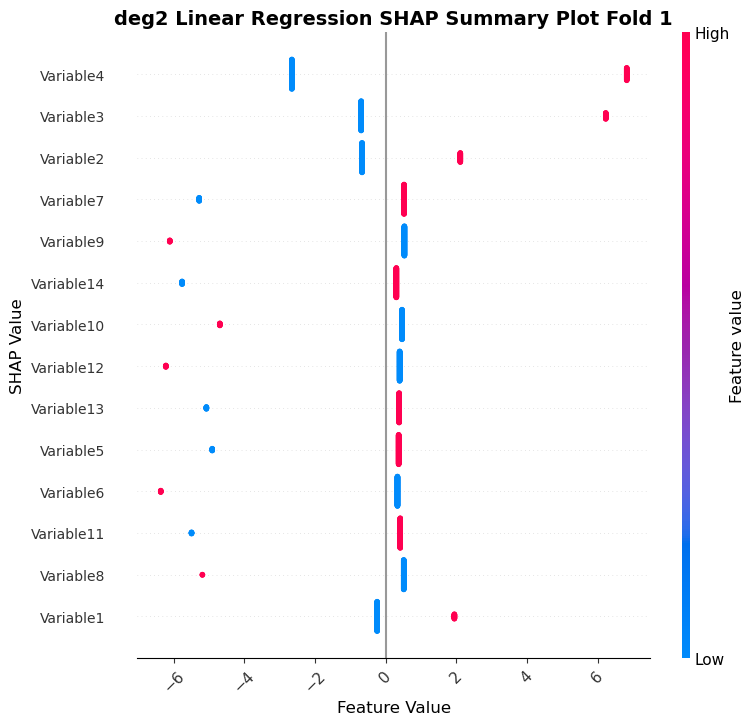 deg2 Linear Regression SHAP Summary Plot Fold 1
High
Variable4
Variable3
Variable2
Variable7
Variable9
Variable14
Variable10
Variable12
Variable13
Variable5
Variable6
Variable11
Variable8
Variable1
SHAP Value
Feature value
Low
−6
−4
−2
0
2
4
6
Feature Value